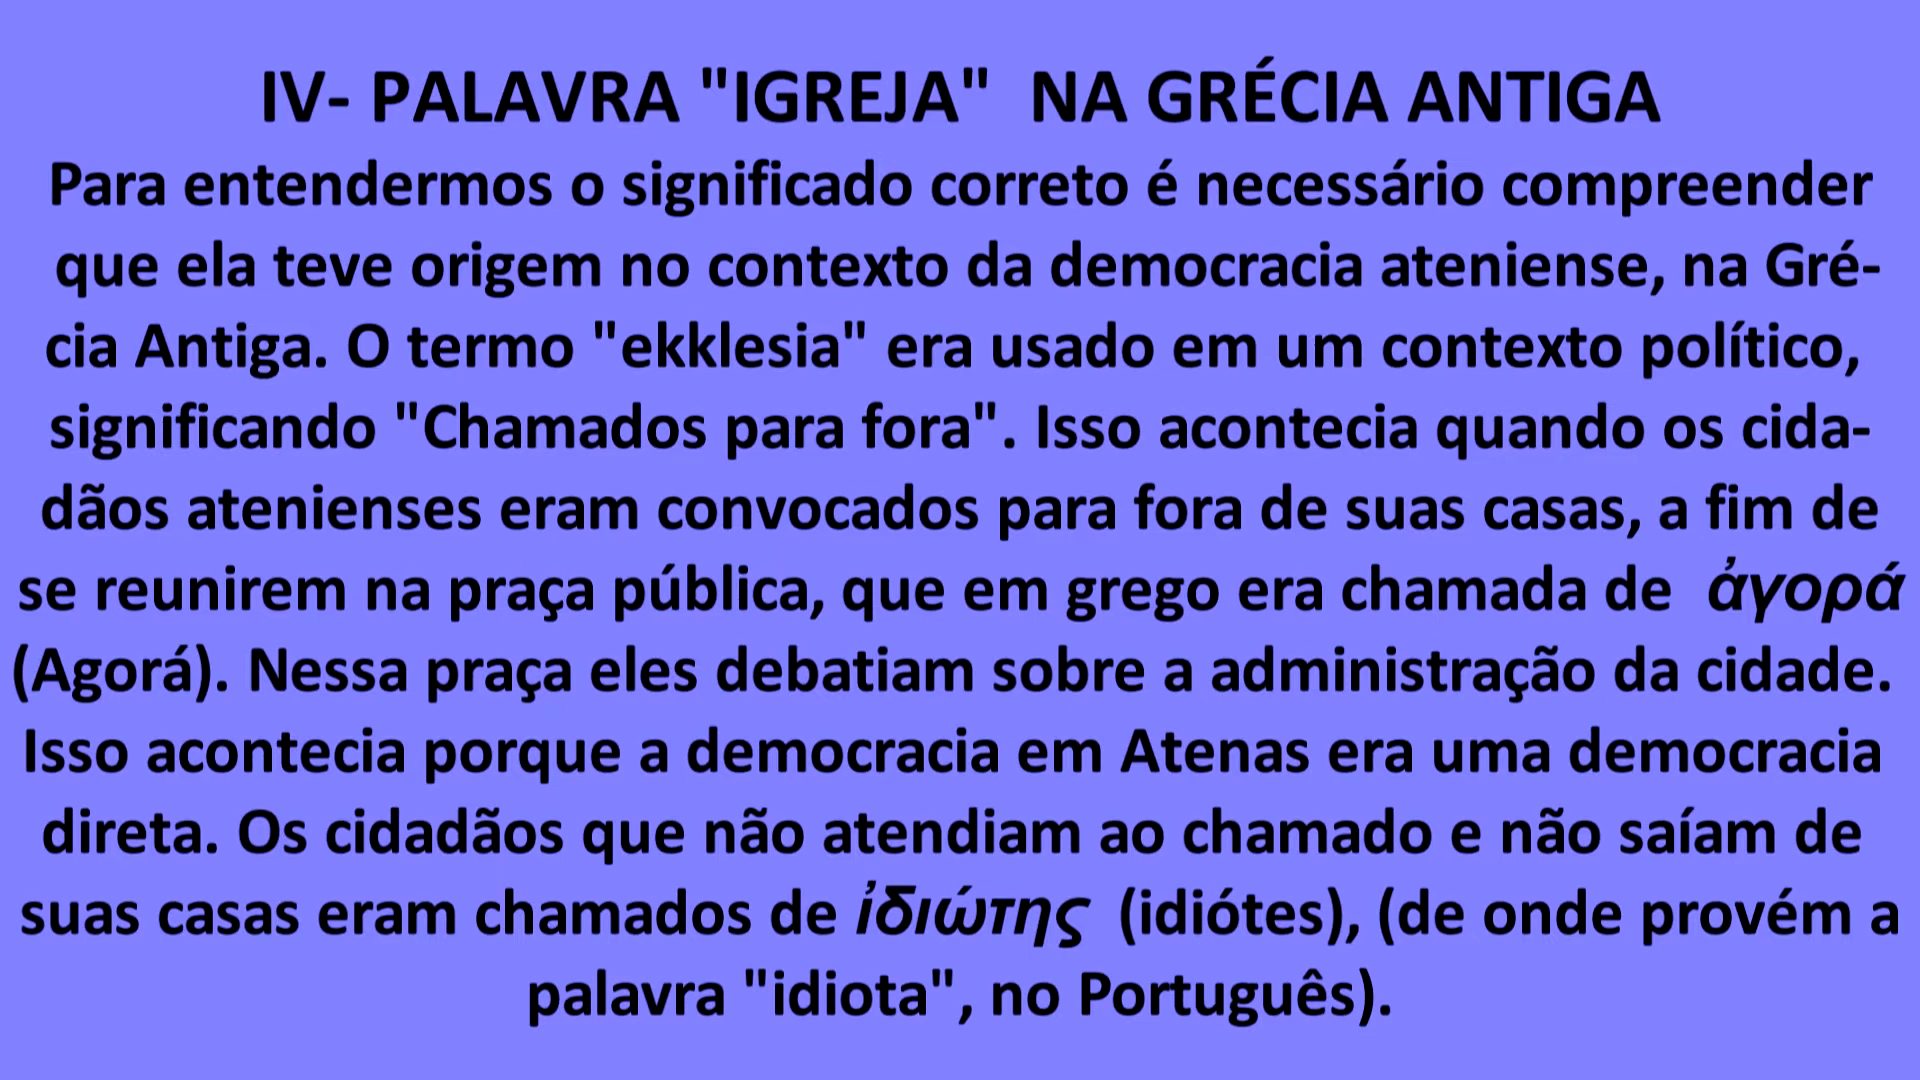 IV- PALAVRA "IGREJA" NA GRÉCIA ANTIGA
Para entendermos o significado correto é necessário compreender
que ela teve origem no contexto da democracia ateniense, na Gré-
cia Antiga. O termo "ekklesia" era usado em um contexto político,
significando "Chamados para fora". Isso acontecia quando os cida-
dãos atenienses eram convocados para fora de suas casas, a fim de
se reunirem na praça pública, que em grego era chamada de ἀγορά
(Agorá). Nessa praça eles debatiam sobre a administração da cidade.
Isso acontecia porque a democracia em Atenas era uma democracia
direta. Os cidadãos que não atendiam ao chamado e não saíam de
suas casas eram chamados de ἰδιώτης (idiótes), (de onde provém a
palavra "idiota", no Português).